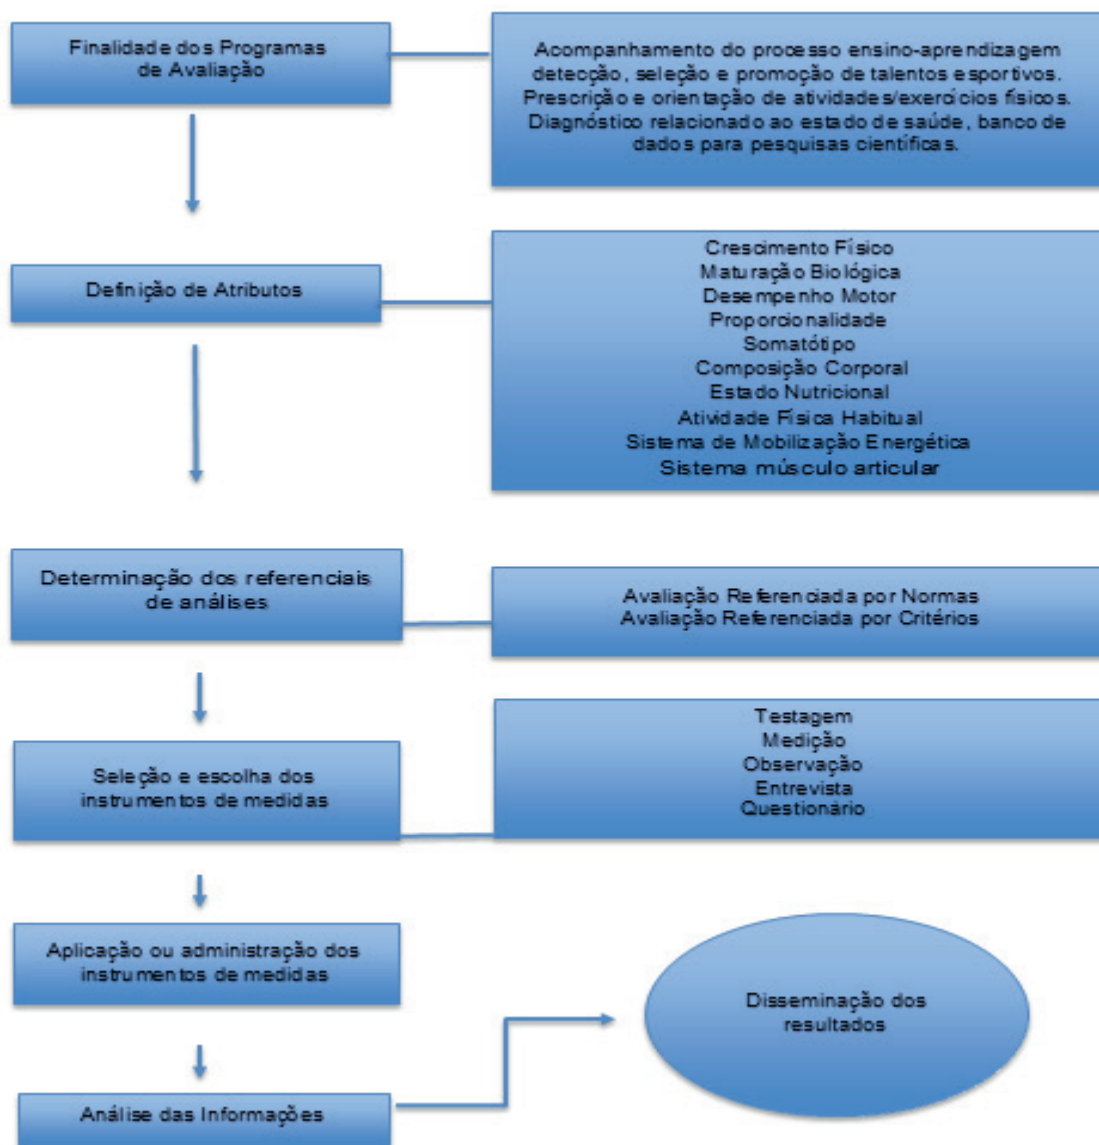 Finalidade dos Programas
de Avaliação
Acompanhamento do processo ensino-aprendizagem
detecção, seleção e promoção de talentos esportivos.
Prescrição e orientação de atividades/exercícios físicos.
Diagnóstico relacionado ao estado de saúde, banco de
dados para pesquisas científicas.
Definição de Atributos
Crescimento Físico
Maturação Biológica
Desempenho Motor
Proporcionalidade
Somatótipo
Composição Corporal
Estado Nutricional
Atividade Física Habitual
Sistema de Mobilização Energética
Sistema músculo articular
Determinação dos referenciais
de análises
Avaliação Referenciada por Normas
Avaliação Referenciada por Critérios
Seleção e escolha dos
instrumentos de medidas
Testagem
Medição
Observação
Entrevista
Questionário
Aplicação ou administração dos
instrumentos de medidas
Análise das Informações
Disseminação dos
resultados